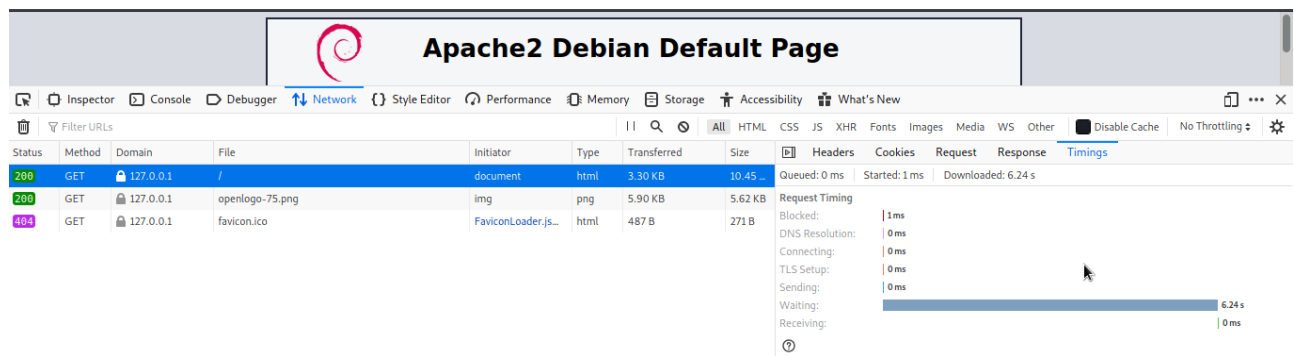 Apache2 Debian Default Page
Inspector Console Debugger Network Style Editor Performance Memory Storage Accessibility What's New
Filter URLs All HTML CSS JS XHR Fonts Images Media WS Other Disable Cache No Throttling
Status Method Domain File Initiator Type Transferred Size Headers Cookies Request Response Timings
200 GET 127.0.0.1 / document html 3.30 KB 10.45 … Queued: 0 ms Started: 1 ms Downloaded: 6.24 s
200 GET 127.0.0.1 openlogo-75.png img png 5.90 KB 5.62 KB Request Timing
404 GET 127.0.0.1 favicon.ico FaviconLoader.js… html 487 B 271 B Blocked: 1 ms
DNS Resolution: 0 ms
Connecting: 0 ms
TLS Setup: 0 ms
Sending: 0 ms
Waiting: 6.24 s
Receiving: 0 ms